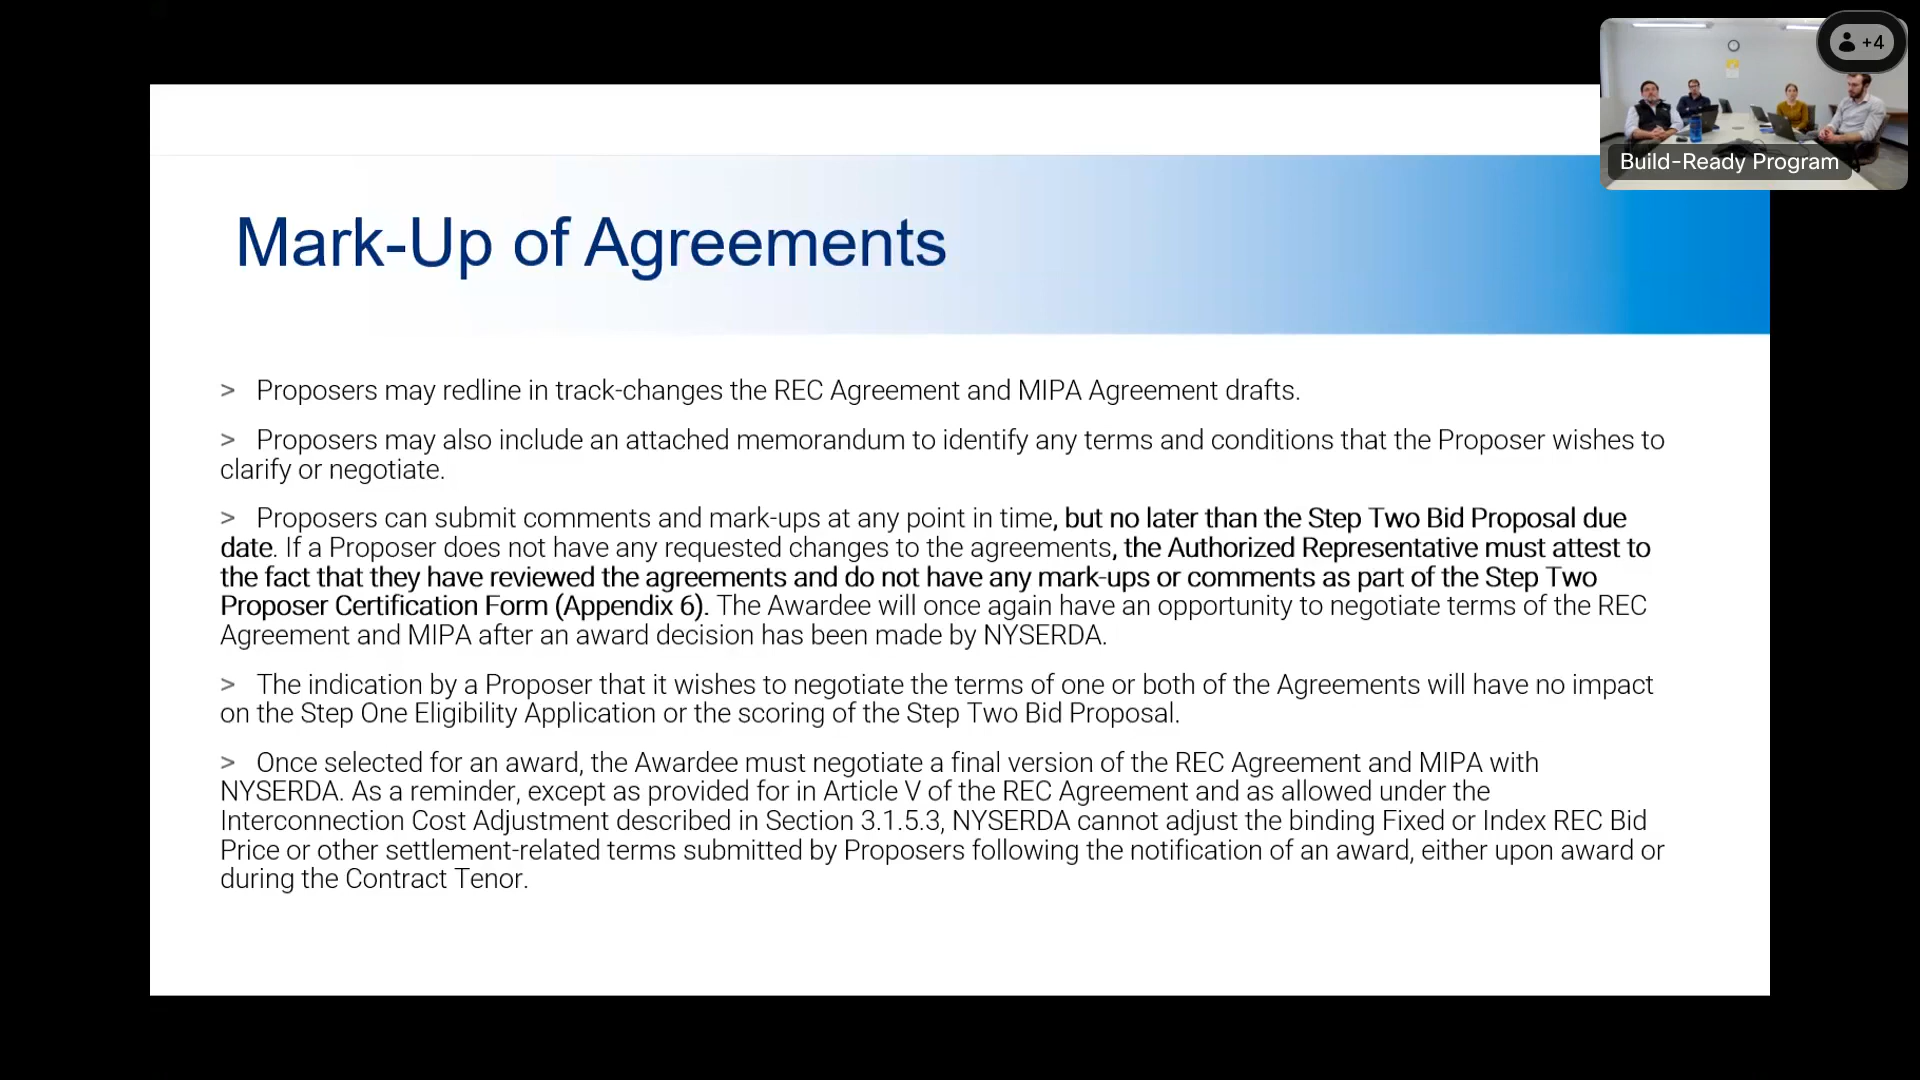 +4
Build-Ready Program
Mark-Up of Agreements
> Proposers may redline in track-changes the REC Agreement and MIPA Agreement drafts.
> Proposers may also include an attached memorandum to identify any terms and conditions that the Proposer wishes to
clarify or negotiate.
> Proposers can submit comments and mark-ups at any point in time, but no later than the Step Two Bid Proposal due
date. If a Proposer does not have any requested changes to the agreements, the Authorized Representative must attest to
the fact that they have reviewed the agreements and do not have any mark-ups or comments as part of the Step Two
Proposer Certification Form (Appendix 6). The Awardee will once again have an opportunity to negotiate terms of the REC
Agreement and MIPA after an award decision has been made by NYSERDA.
> The indication by a Proposer that it wishes to negotiate the terms of one or both of the Agreements will have no impact
on the Step One Eligibility Application or the scoring of the Step Two Bid Proposal.
> Once selected for an award, the Awardee must negotiate a final version of the REC Agreement and MIPA with
NYSERDA. As a reminder, except as provided for in Article V of the REC Agreement and as allowed under the
Interconnection Cost Adjustment described in Section 3.1.5.3, NYSERDA cannot adjust the binding Fixed or Index REC Bid
Price or other settlement-related terms submitted by Proposers following the notification of an award, either upon award or
during the Contract Tenor.